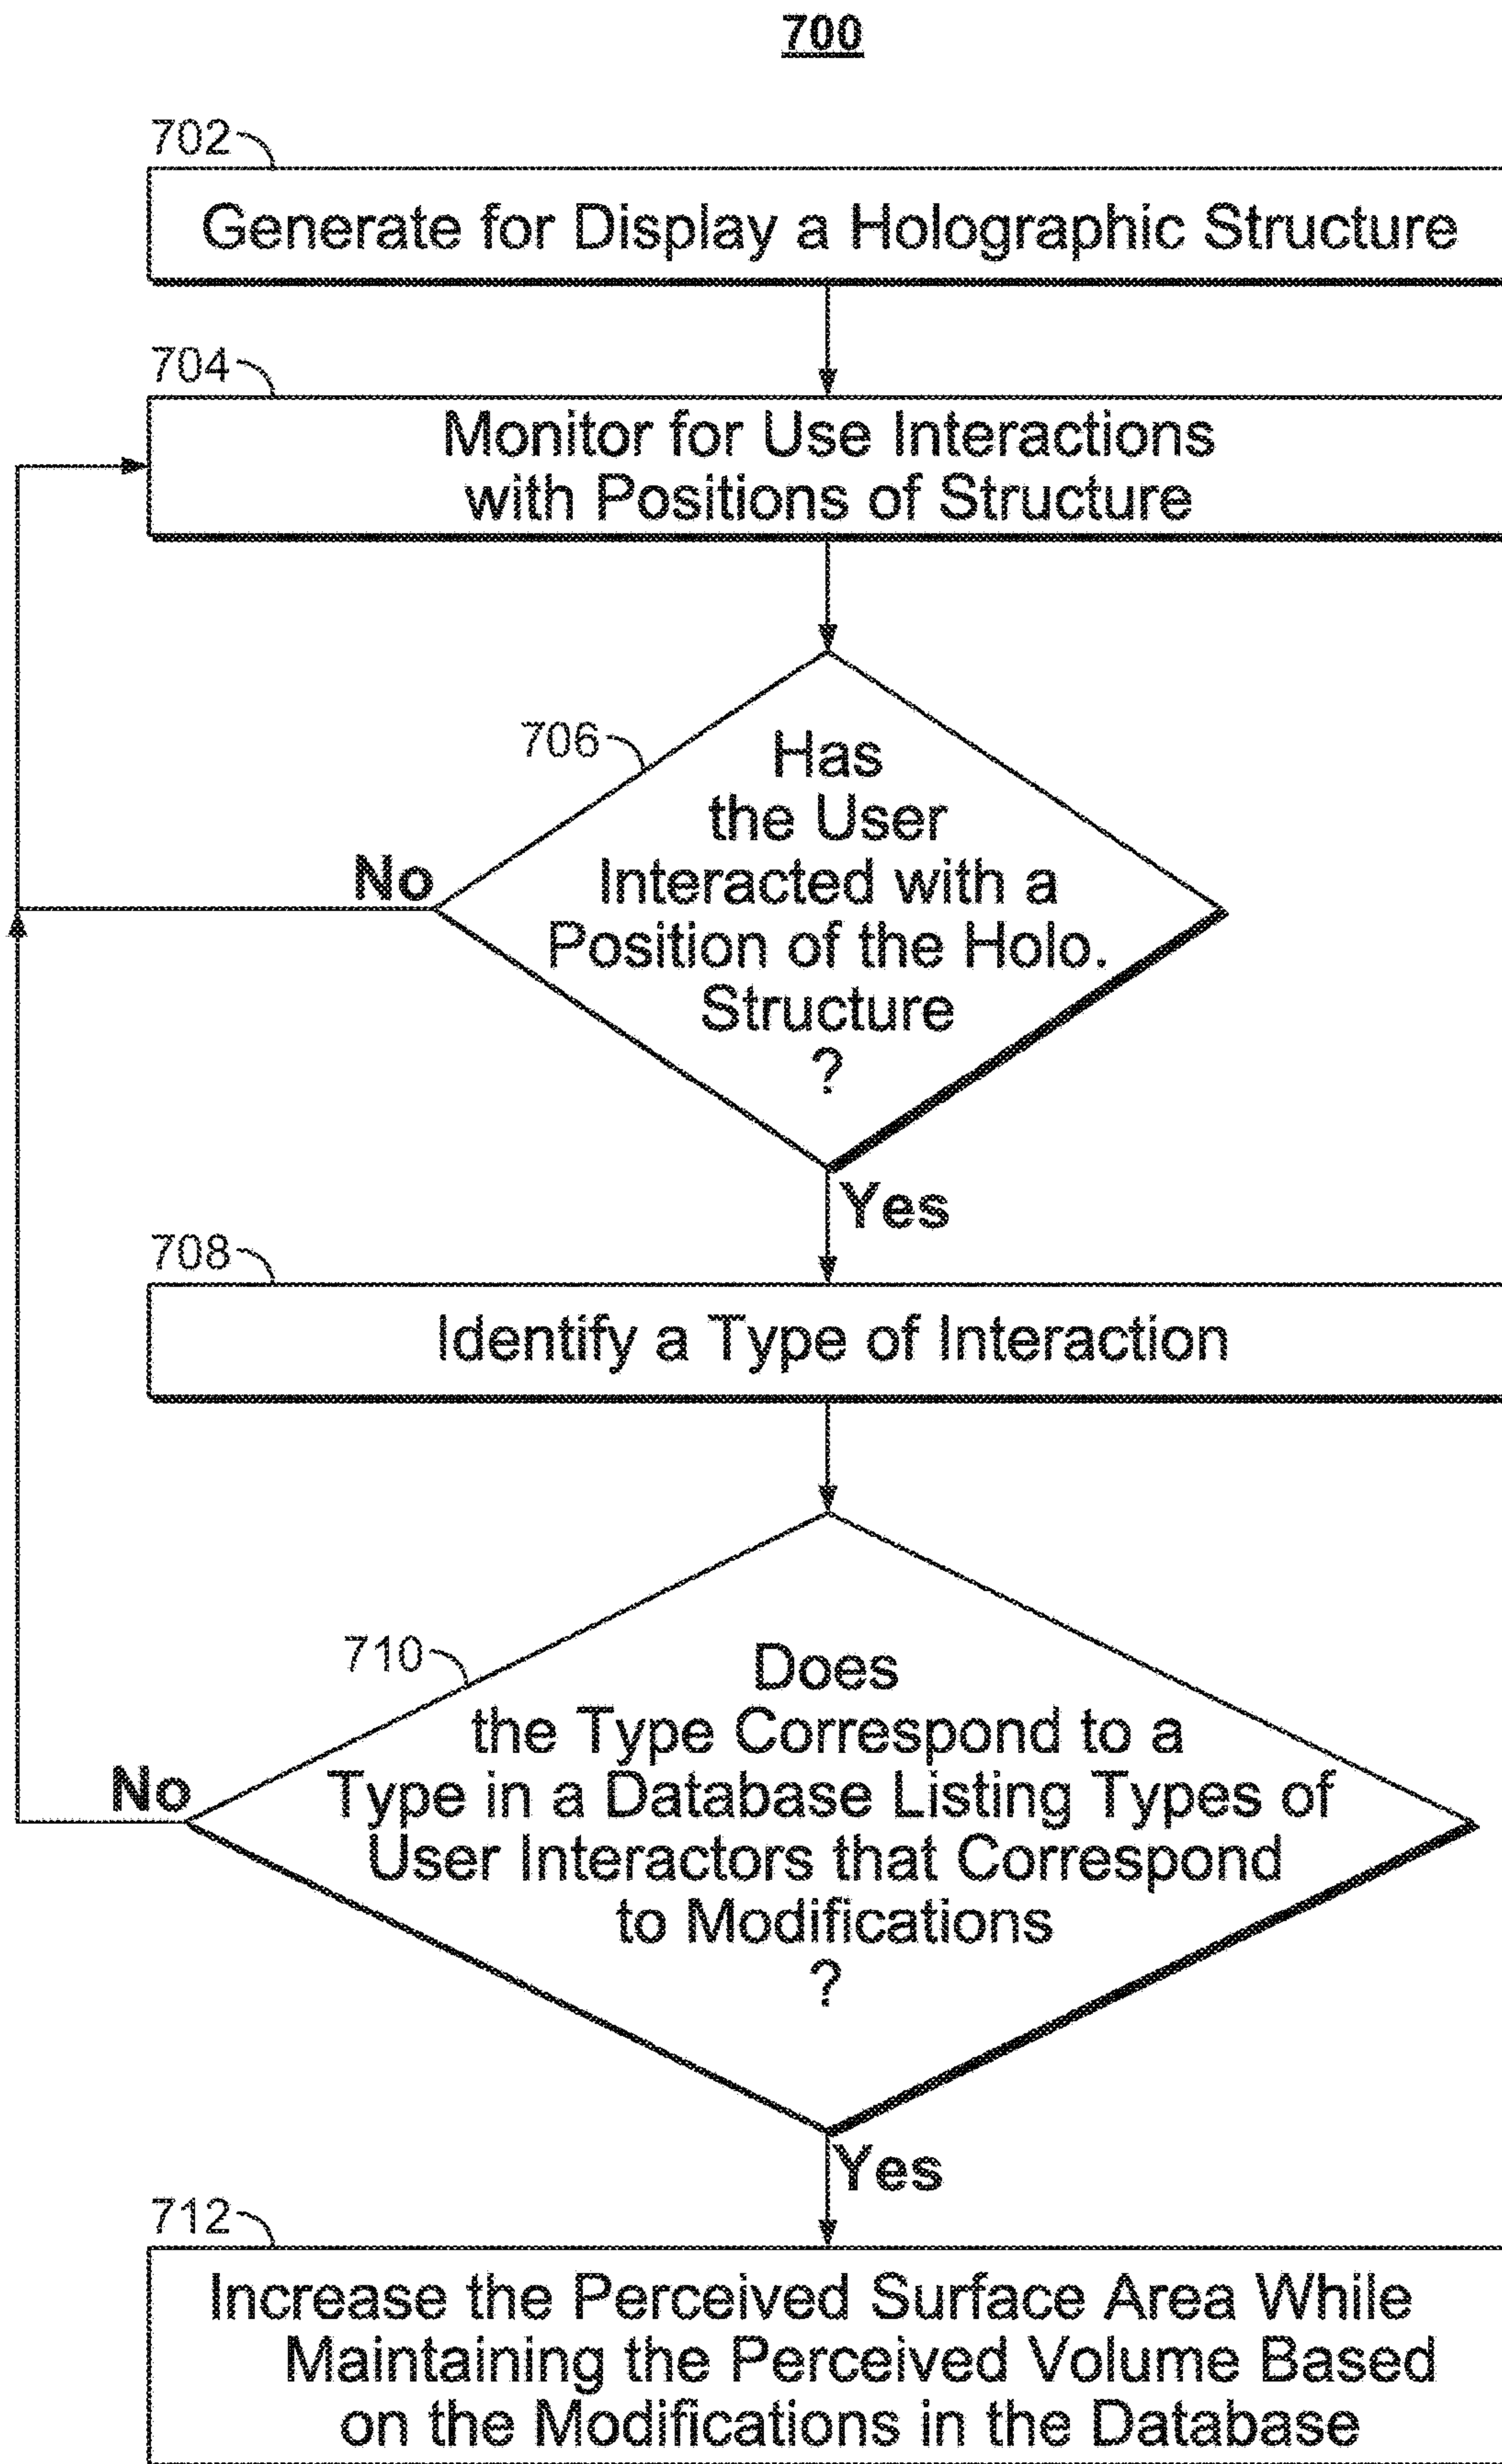 700
702
Generate for Display a Holographic Structure
704
Monitor for Use Interactions
with Positions of Structure
706
Has
the User
Interacted with a
Position of the Holo.
Structure
?
No
Yes
708
Identify a Type of Interaction
710
Does
the Type Correspond to a
Type in a Database Listing Types of
User Interactors that Correspond
to Modifications
?
No
Yes
712
Increase the Perceived Surface Area While
Maintaining the Perceived Volume Based
on the Modifications in the Database